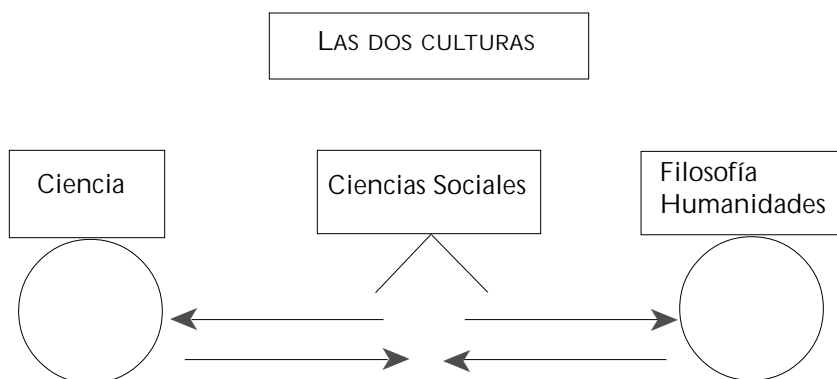 LAS DOS CULTURAS
Ciencia
Ciencias Sociales
Filosofía
Humanidades